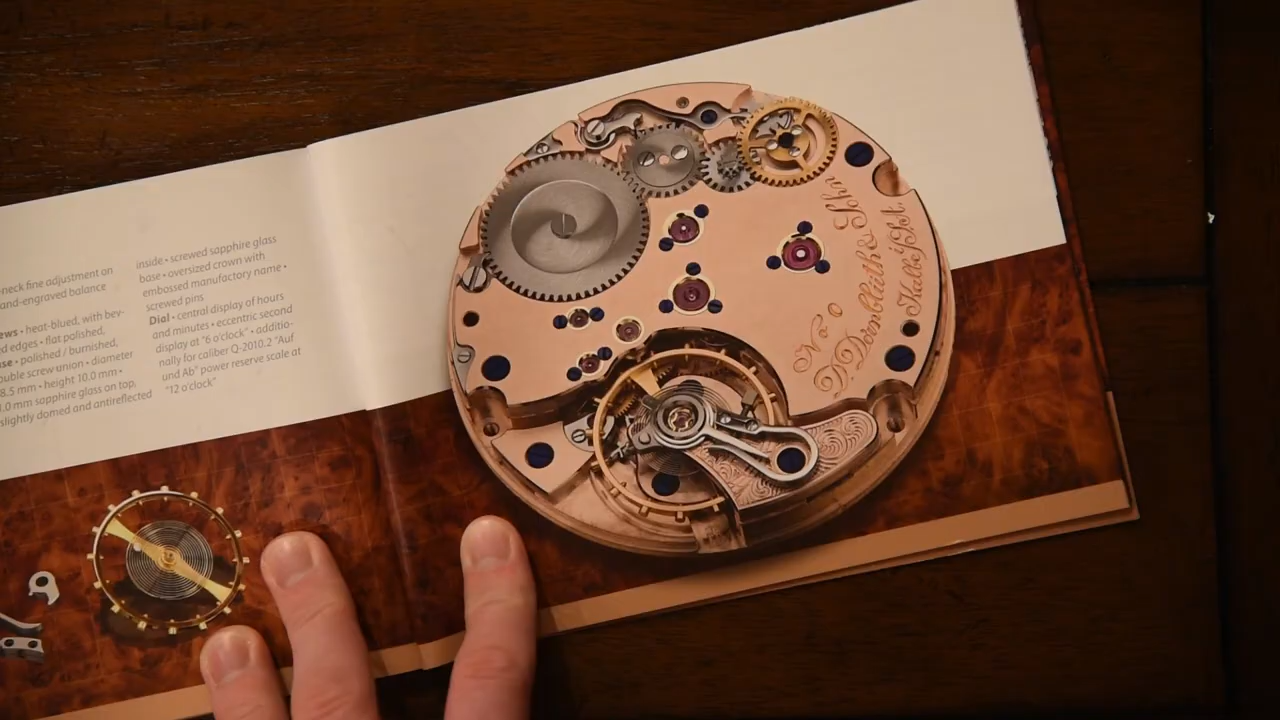 neck fine adjustment on
and-engraved balance
ews • heat-blued, with bev-
ed edges • flat polished,
se • polished / burnished,
ouble screw union • diameter
8.5 mm • height 10.0 mm •
1.0 mm sapphire glass on top,
slightly domed and antireflected
inside • screwed sapphire glass
base • oversized crown with
embossed manufactory name •
screwed pins
Dial • central display of hours
and minutes • eccentric second
display at "6 o'clock" • additio-
nally for caliber Q-2010.2 "Auf
und Ab" power reserve scale at
"12 o'clock"
No 0
D. Dornblüth & Sohn
Kalbe/St.